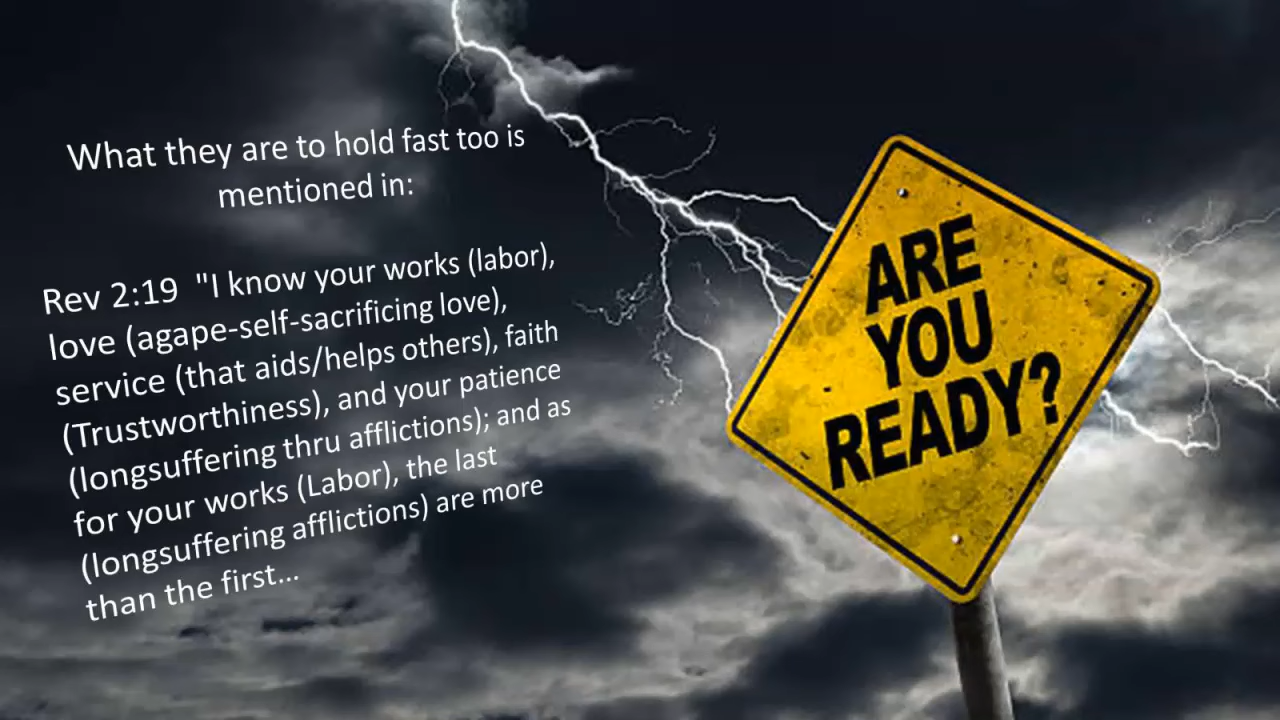 What they are to hold fast too is
mentioned in:
Rev 2:19 "I know your works (labor),
love (agape-self-sacrificing love),
service (that aids/helps others), faith
(Trustworthiness), and your patience
(longsuffering thru afflictions); and as
for your works (Labor), the last
(longsuffering afflictions) are more
than the first...
ARE
YOU
READY?